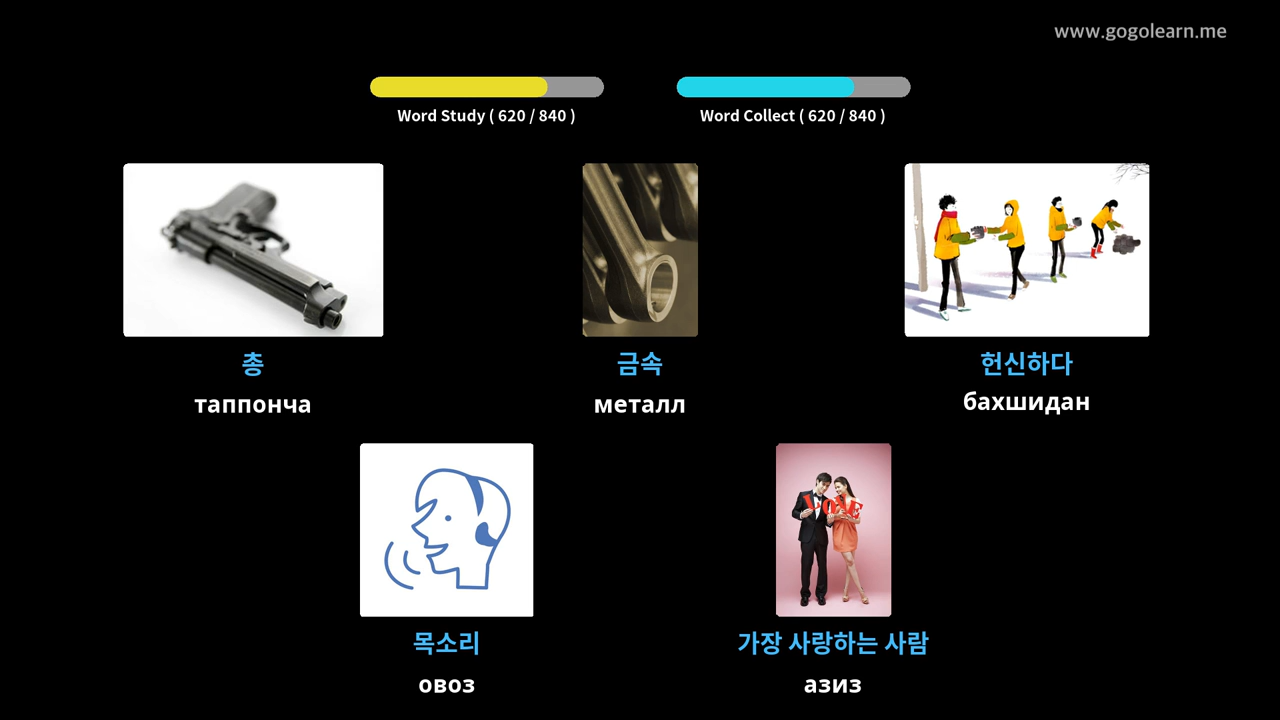 www.gogolearn.me
Word Study ( 620 / 840 )
Word Collect ( 620 / 840 )
총
금속
헌신하다
таппонча
металл
бахшидан
목소리
가장 사랑하는 사람
овоз
азиз